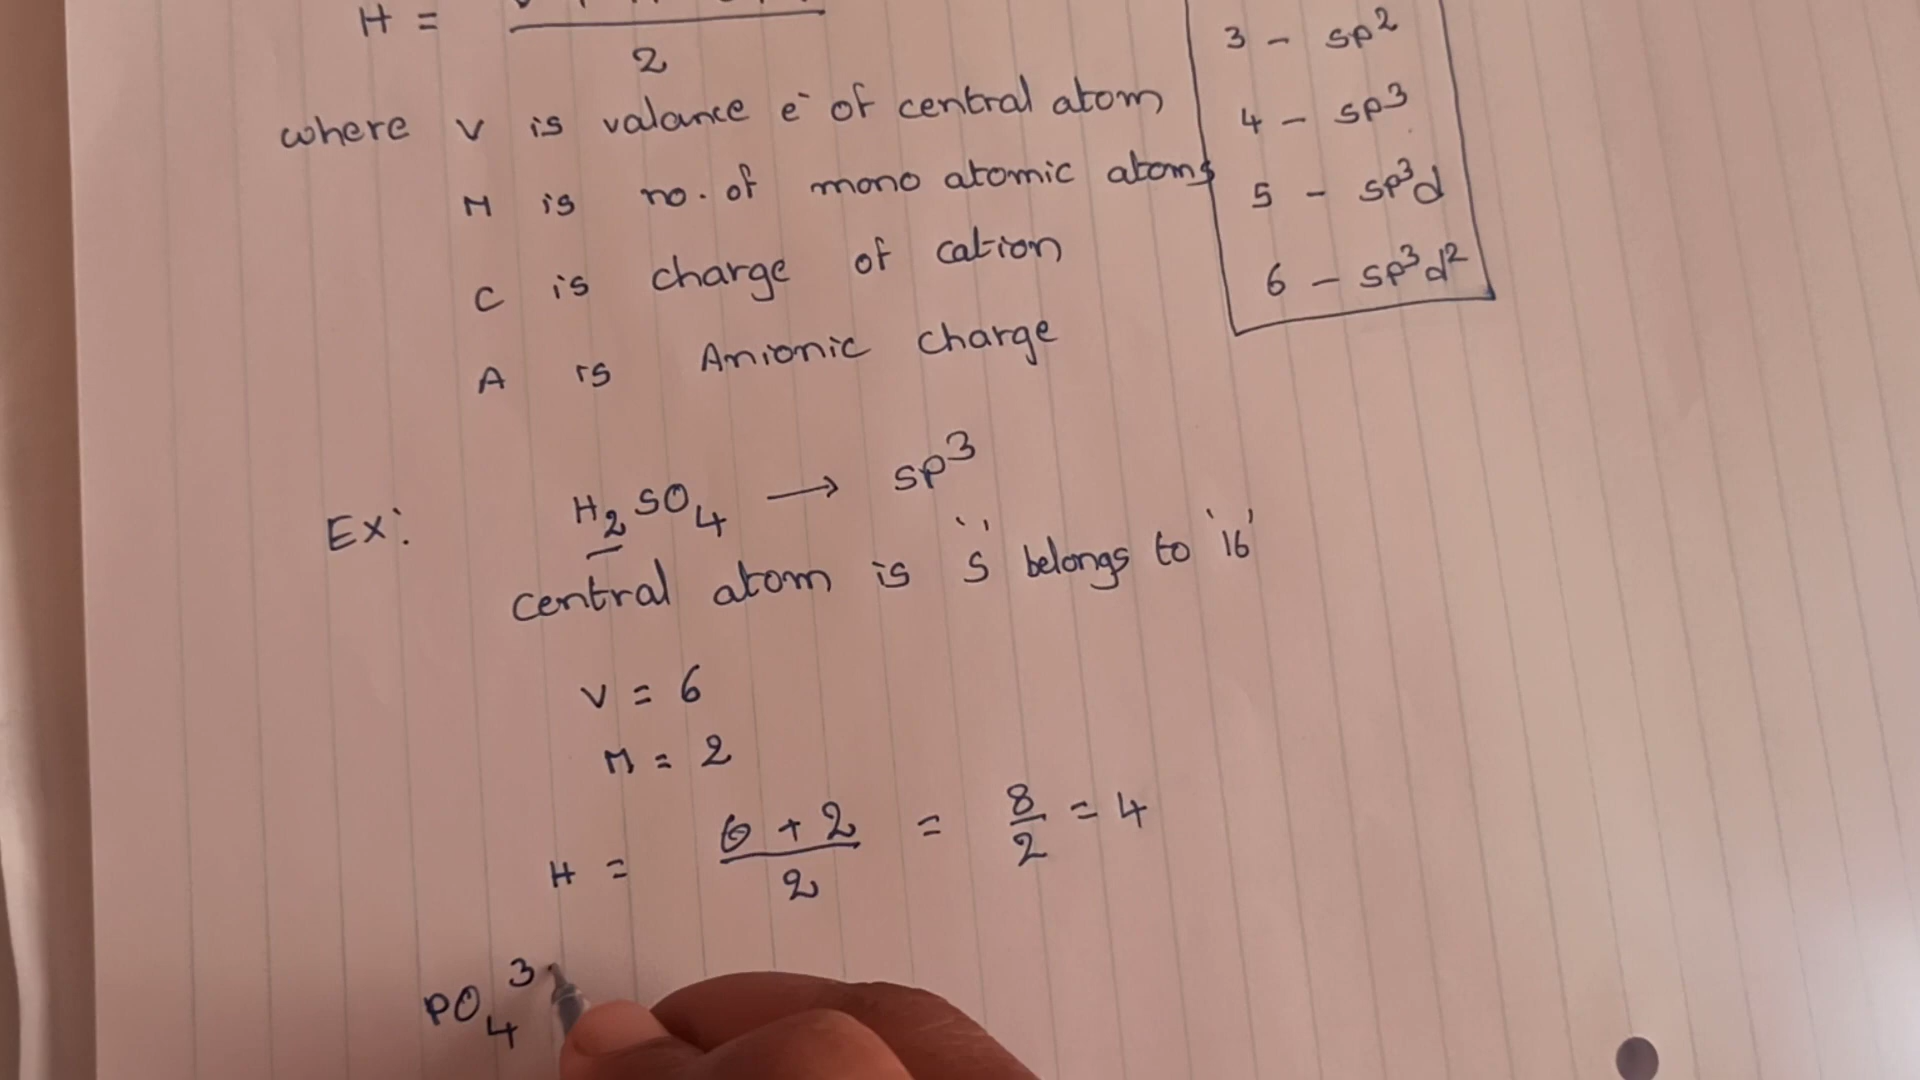 H =
2
where V is valance e⁻ of central atom
M is no. of mono atomic atoms
C is charge of cation
A is Anionic charge
3 - sp²
4 - sp³
5 - sp³d
6 - sp³d²
Ex: H₂SO₄ → sp³
central atom is 'S' belongs to '16'
V = 6
M = 2
H = 6 + 2 / 2 = 8 / 2 = 4
PO₄³